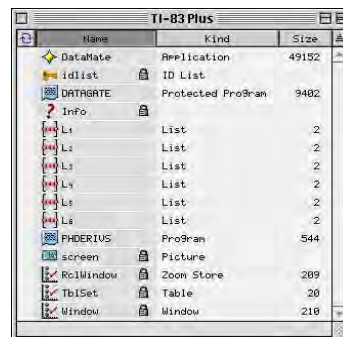 TI-83 Plus
Name Kind Size
DataMate Application 49152
idlist ID List
DATAGATE Protected Program 9402
Info
L₁ List 2
L₂ List 2
L₃ List 2
L₄ List 2
L₅ List 2
L₆ List 2
PHDERIVS Program 544
screen Picture
RclWindow Zoom Store 209
TblSet Table 20
Window Window 210